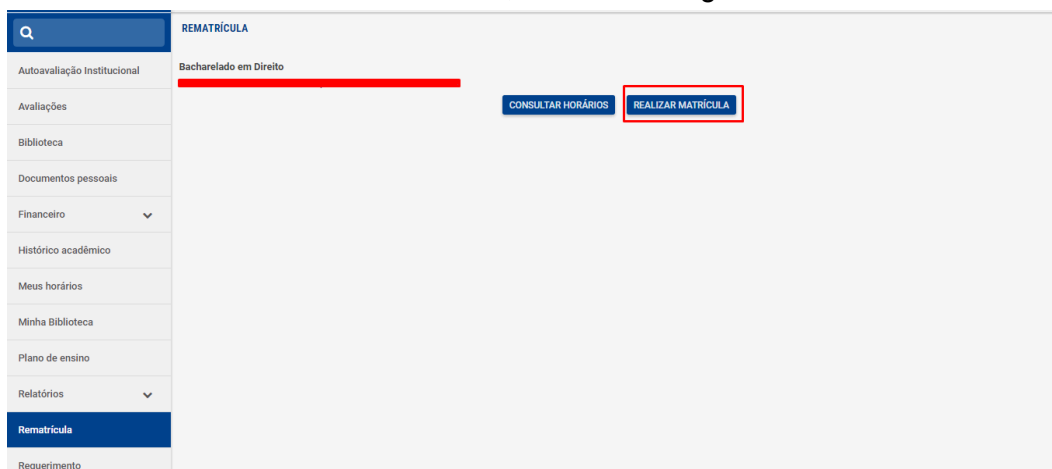 REMATRÍCULA
Autoavaliação Institucional
Avaliações
Biblioteca
Documentos pessoais
Financeiro
Histórico acadêmico
Meus horários
Minha Biblioteca
Plano de ensino
Relatórios
Rematrícula
Requerimento
Bacharelado em Direito
CONSULTAR HORÁRIOS
REALIZAR MATRÍCULA